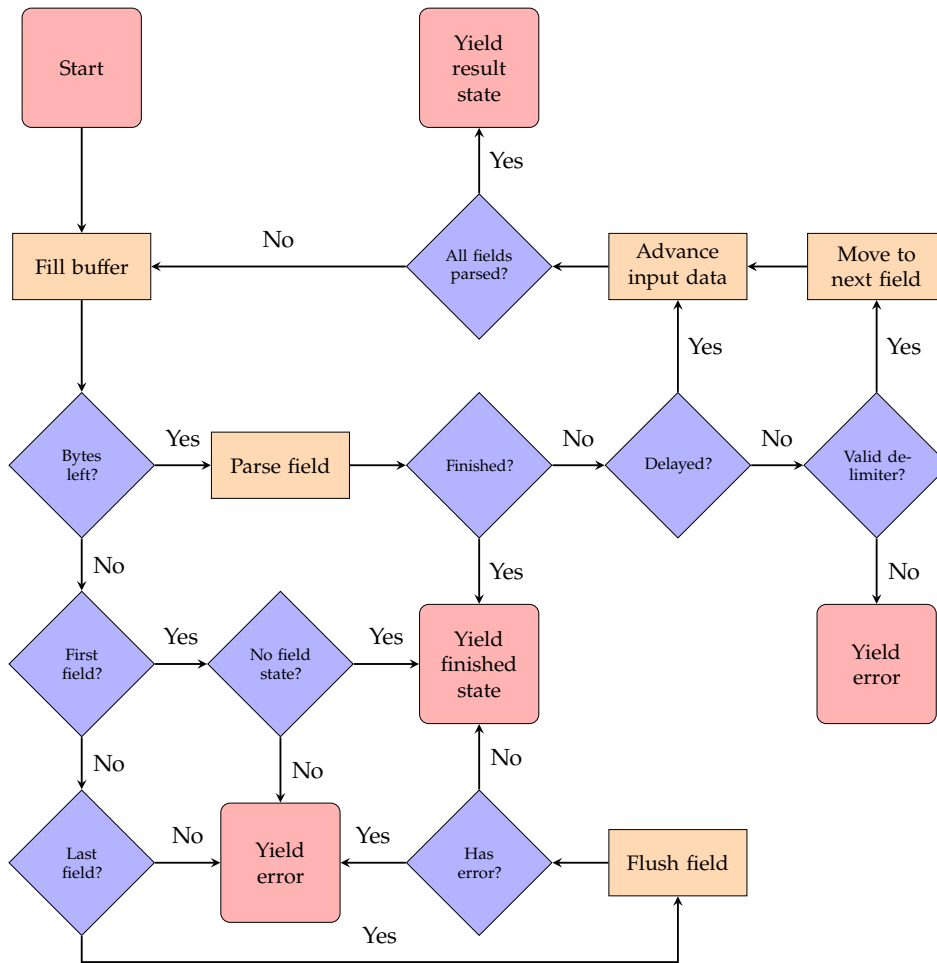 Start
Yield
result
state
Yes
No
Fill buffer
All fields
parsed?
Advance
input data
Move to
next field
Yes
Yes
Bytes
left?
Yes
Parse field
Finished?
No
Delayed?
No
Valid de-
limiter?
No
Yes
No
First
field?
Yes
No field
state?
Yes
Yield
finished
state
Yield
error
No
No
No
Last
field?
No
Yield
error
Yes
Has
error?
Flush field
Yes